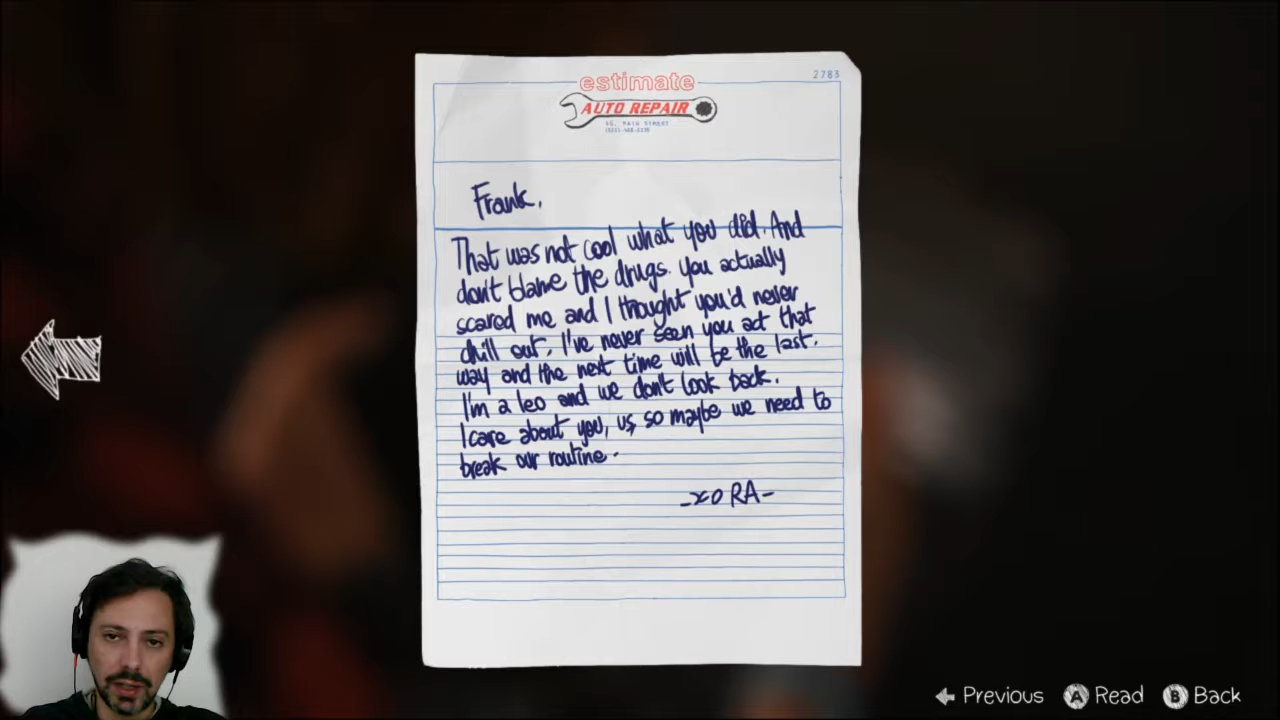 estimate
2783
AUTO REPAIR
Frank,
That was not cool what you did. And
don't blame the drugs. You actually
scared me and I thought you'd never
chill out. I've never seen you act that
way and the next time will be the last.
I'm a leo and we don't look back.
I care about you, us, so maybe we need to
break our routine.
-xo RA-
Previous
A Read
B Back